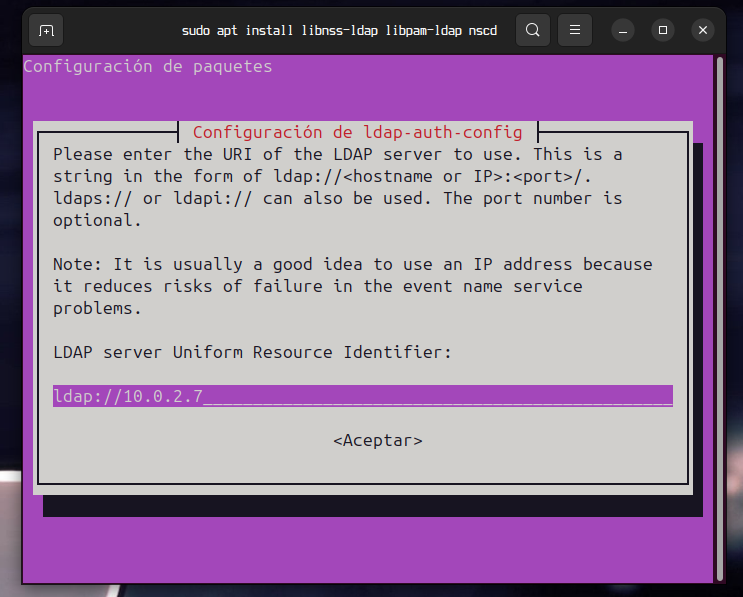 sudo apt install libnss-ldap libpam-ldap nscd
Configuración de paquetes
Configuración de ldap-auth-config
Please enter the URI of the LDAP server to use. This is a
string in the form of ldap://<hostname or IP>:<port>/.
ldaps:// or ldapi:// can also be used. The port number is
optional.
Note: It is usually a good idea to use an IP address because
it reduces risks of failure in the event name service
problems.
LDAP server Uniform Resource Identifier:
ldap://10.0.2.7_______________________________________________
<Aceptar>